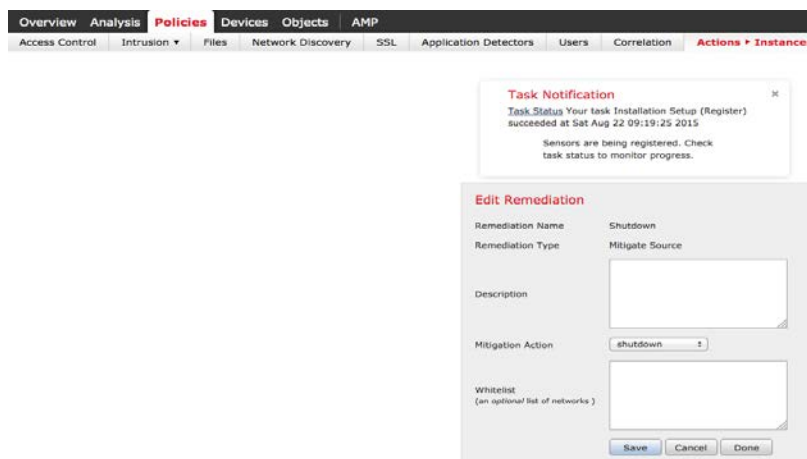 Overview Analysis Policies Devices Objects AMP
Access Control Intrusion ▼ Files Network Discovery SSL Application Detectors Users Correlation Actions ▸ Instance
Task Notification ×
Task Status Your task Installation Setup (Register)
succeeded at Sat Aug 22 09:19:25 2015
Sensors are being registered. Check
task status to monitor progress.
Edit Remediation
Remediation Name Shutdown
Remediation Type Mitigate Source
Description
Mitigation Action shutdown
Whitelist
(an optional list of networks )
Save Cancel Done